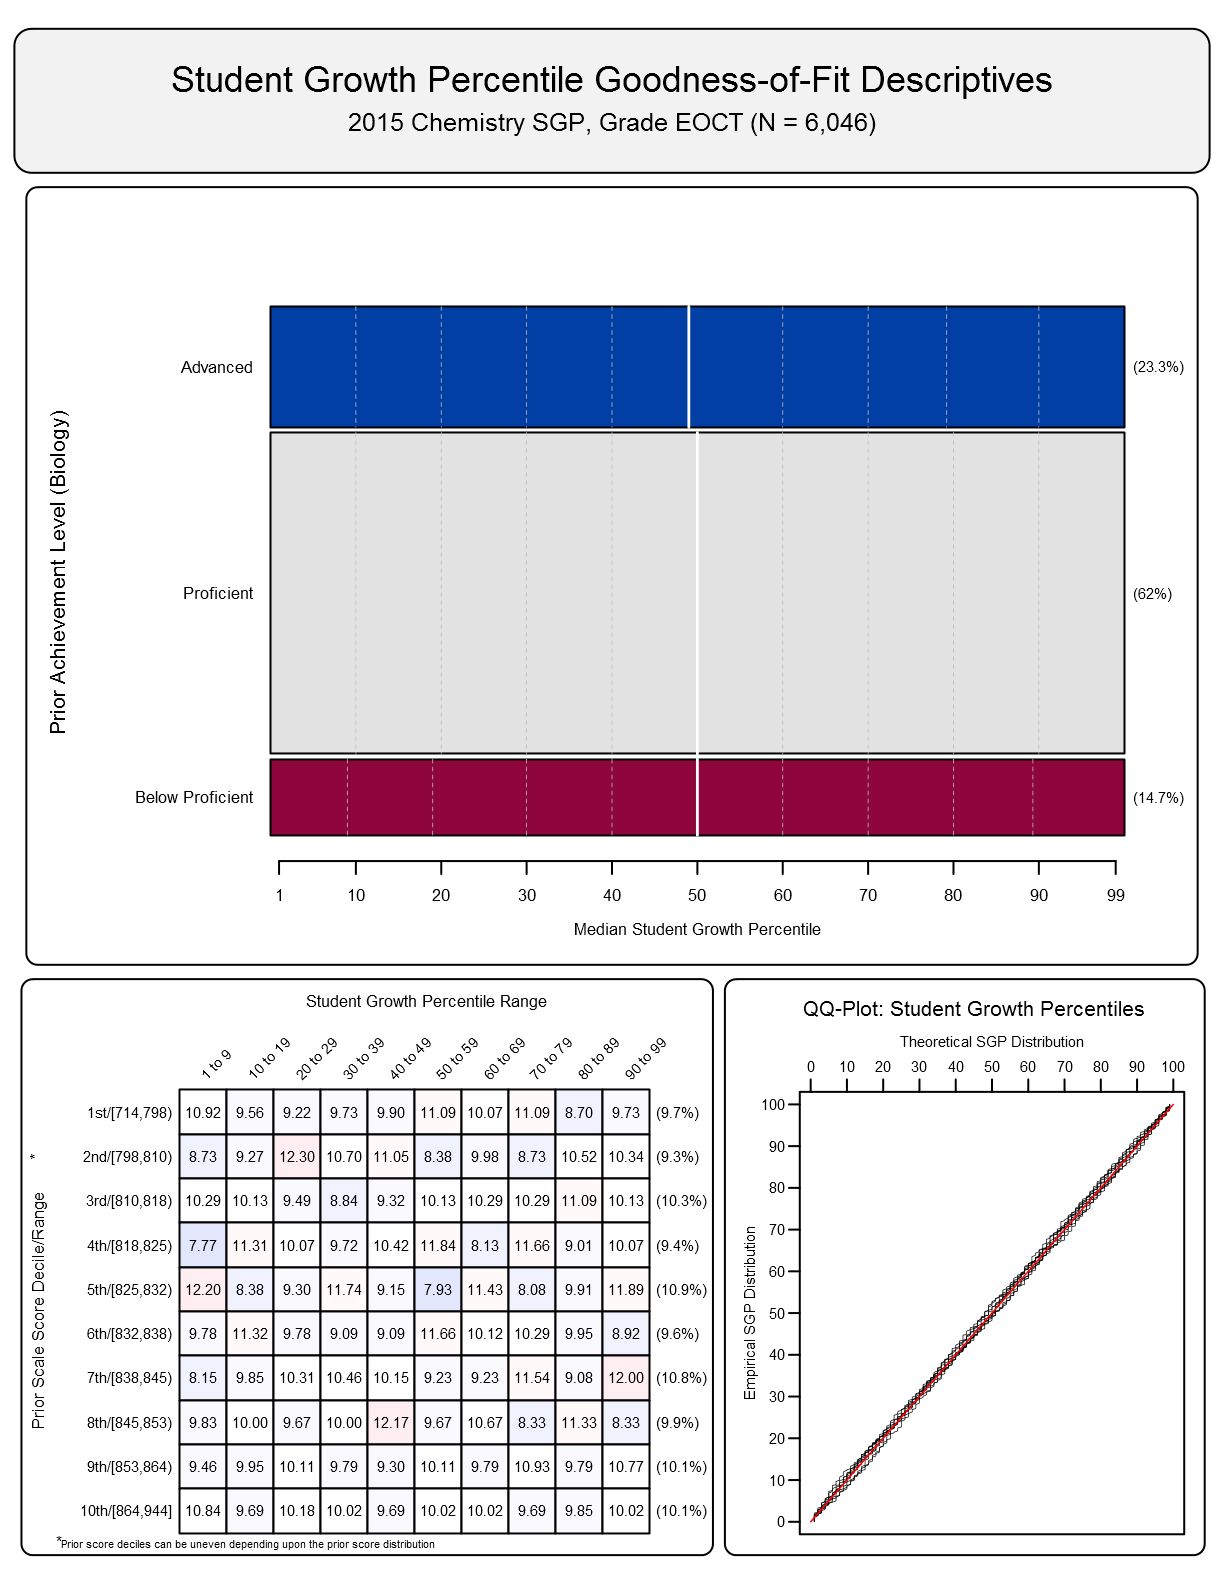 Student Growth Percentile Goodness-of-Fit Descriptives
2015 Chemistry SGP, Grade EOCT (N = 6,046)
Prior Achievement Level (Biology)
Advanced (23.3%)
Proficient (62%)
Below Proficient (14.7%)
1 10 20 30 40 50 60 70 80 90 99
Median Student Growth Percentile
Student Growth Percentile Range
1 to 9 10 to 19 20 to 29 30 to 39 40 to 49 50 to 59 60 to 69 70 to 79 80 to 89 90 to 99
Prior Scale Score Decile/Range *
1st/[714,798) 10.92 9.56 9.22 9.73 9.90 11.09 10.07 11.09 8.70 9.73 (9.7%)
2nd/[798,810) 8.73 9.27 12.30 10.70 11.05 8.38 9.98 8.73 10.52 10.34 (9.3%)
3rd/[810,818) 10.29 10.13 9.49 8.84 9.32 10.13 10.29 10.29 11.09 10.13 (10.3%)
4th/[818,825) 7.77 11.31 10.07 9.72 10.42 11.84 8.13 11.66 9.01 10.07 (9.4%)
5th/[825,832) 12.20 8.38 9.30 11.74 9.15 7.93 11.43 8.08 9.91 11.89 (10.9%)
6th/[832,838) 9.78 11.32 9.78 9.09 9.09 11.66 10.12 10.29 9.95 8.92 (9.6%)
7th/[838,845) 8.15 9.85 10.31 10.46 10.15 9.23 9.23 11.54 9.08 12.00 (10.8%)
8th/[845,853) 9.83 10.00 9.67 10.00 12.17 9.67 10.67 8.33 11.33 8.33 (9.9%)
9th/[853,864) 9.46 9.95 10.11 9.79 9.30 10.11 9.79 10.93 9.79 10.77 (10.1%)
10th/[864,944] 10.84 9.69 10.18 10.02 9.69 10.02 10.02 9.69 9.85 10.02 (10.1%)
*Prior score deciles can be uneven depending upon the prior score distribution
QQ-Plot: Student Growth Percentiles
Theoretical SGP Distribution
0 10 20 30 40 50 60 70 80 90 100
Empirical SGP Distribution
100
90
80
70
60
50
40
30
20
10
0